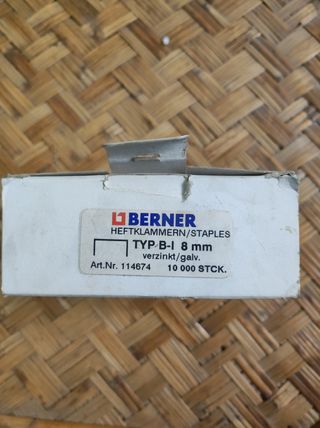 BERNER
HEFTKLAMMERN/STAPLES
TYP B-I 8 mm
verzinkt/galv.
Art.Nr. 114674 10 000 STCK.